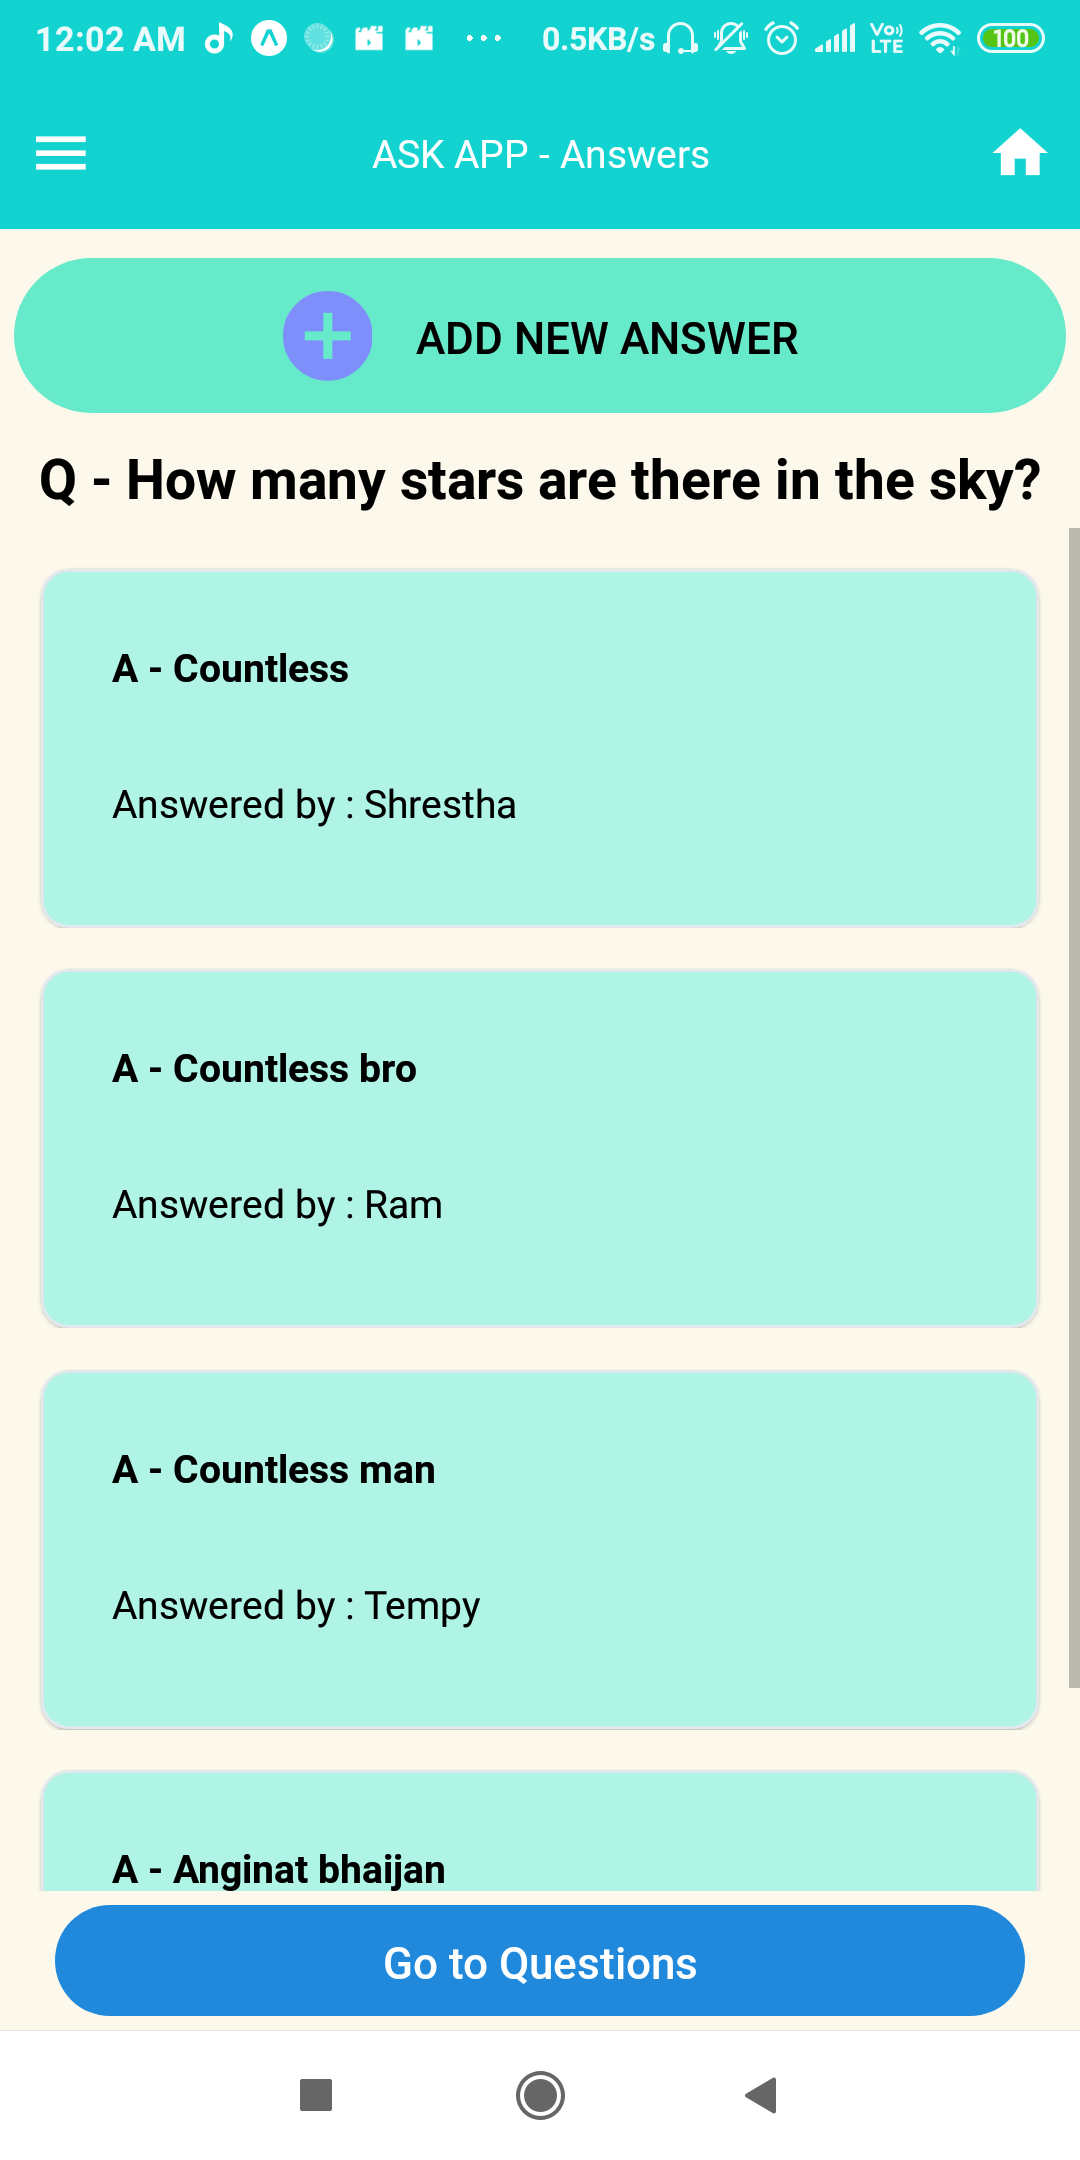 12:02 AM 0.5KB/s Vo) LTE 100
ASK APP - Answers
ADD NEW ANSWER
Q - How many stars are there in the sky?
A - Countless
Answered by : Shrestha
A - Countless bro
Answered by : Ram
A - Countless man
Answered by : Tempy
A - Anginat bhaijan
Go to Questions